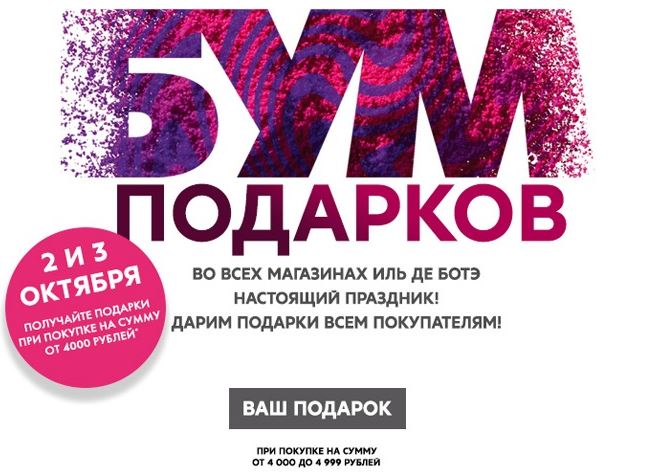 БУМ
ПОДАРКОВ
2 И 3
ОКТЯБРЯ
ПОЛУЧАЙТЕ ПОДАРКИ
ПРИ ПОКУПКЕ НА СУММУ
ОТ 4000 РУБЛЕЙ*
ВО ВСЕХ МАГАЗИНАХ ИЛЬ ДЕ БОТЭ
НАСТОЯЩИЙ ПРАЗДНИК!
ДАРИМ ПОДАРКИ ВСЕМ ПОКУПАТЕЛЯМ!
ВАШ ПОДАРОК
ПРИ ПОКУПКЕ НА СУММУ
ОТ 4 000 ДО 4 999 РУБЛЕЙ